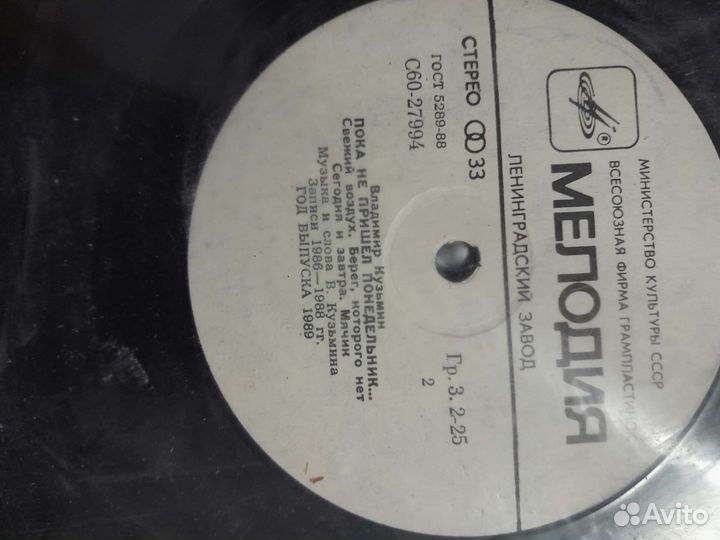 МИНИСТЕРСТВО КУЛЬТУРЫ СССР
ВСЕСОЮЗНАЯ ФИРМА ГРАМПЛАСТИНОК
®
МЕЛОДИЯ
ЛЕНИНГРАДСКИЙ ЗАВОД
СТЕРЕО 33
ГОСТ 5289-88
С60-27994
Гр. 3. 2-25
2
Владимир Кузьмин
ПОКА НЕ ПРИШЕЛ ПОНЕДЕЛЬНИК...
Свежий воздух. Берег, которого нет
Сегодня и завтра. Мячик
Музыка и слова В. Кузьмина
Записи 1986—1988 гг.
ГОД ВЫПУСКА 1989
Avito